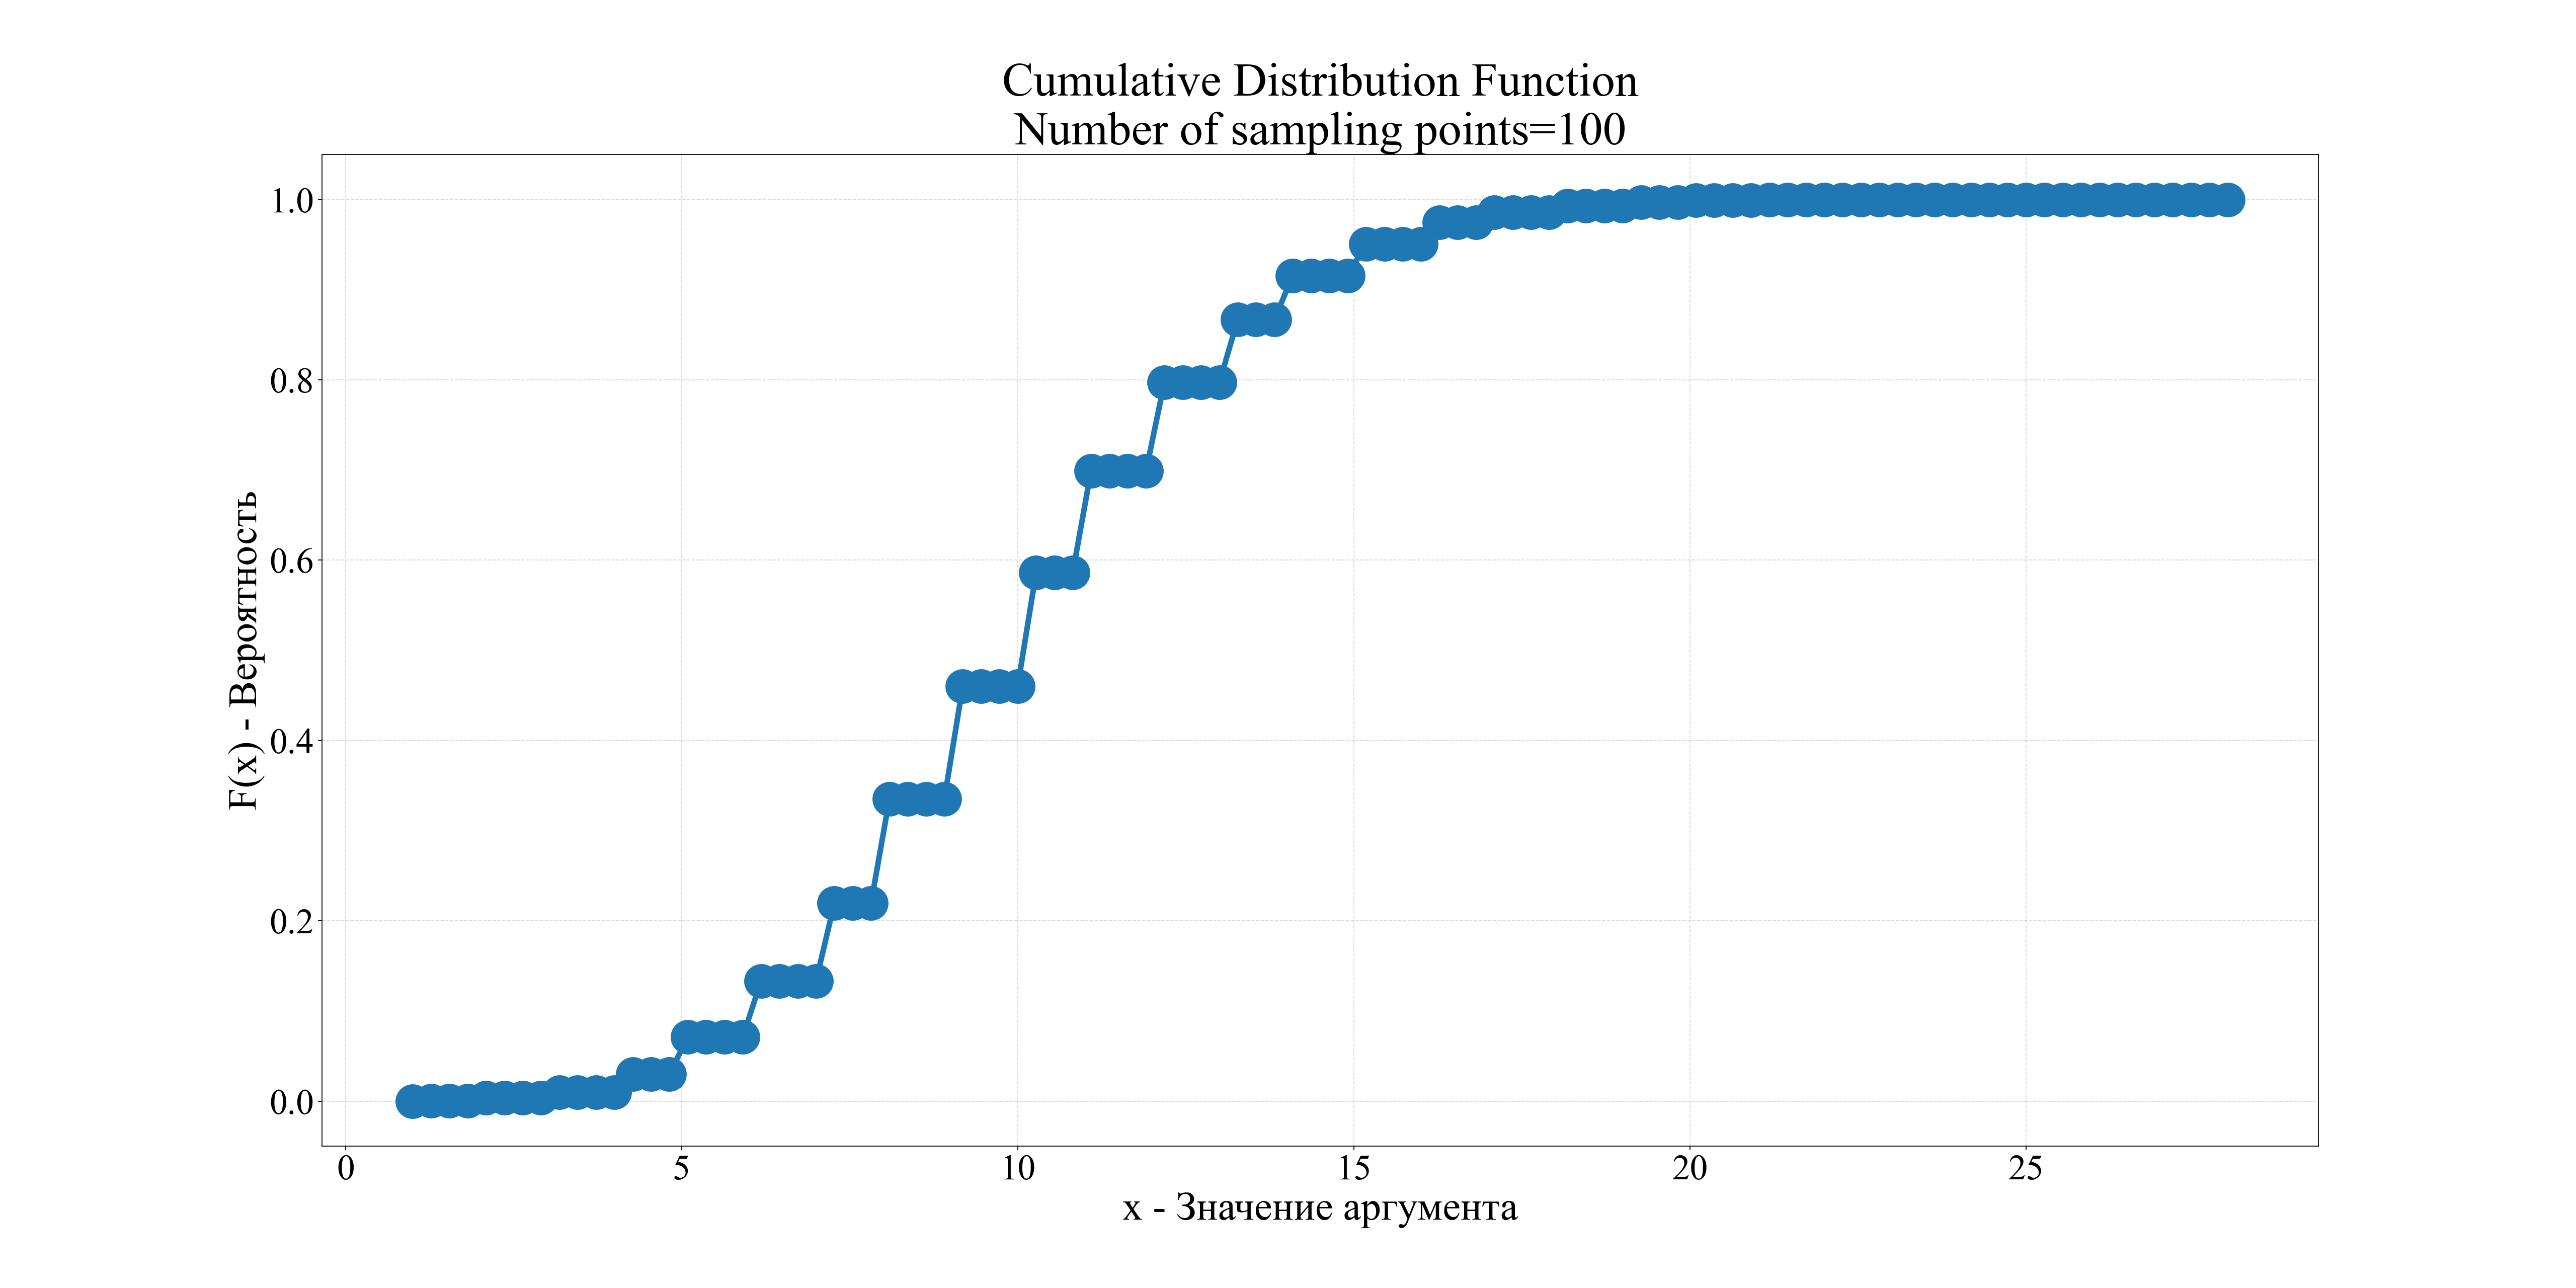 Cumulative Distribution Function
Number of sampling points=100
1.0
0.8
0.6
0.4
0.2
0.0
F(x) - Вероятность
0 5 10 15 20 25
x - Значение аргумента